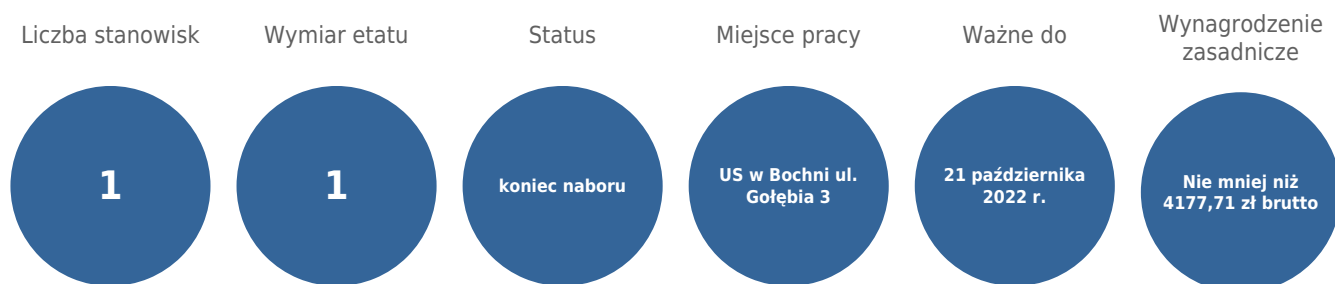 Liczba stanowisk
Wymiar etatu
Status
Miejsce pracy
Ważne do
Wynagrodzenie
zasadnicze
1
1
koniec naboru
US w Bochni ul.
Gołębia 3
21 października
2022 r.
Nie mniej niż
4177,71 zł brutto